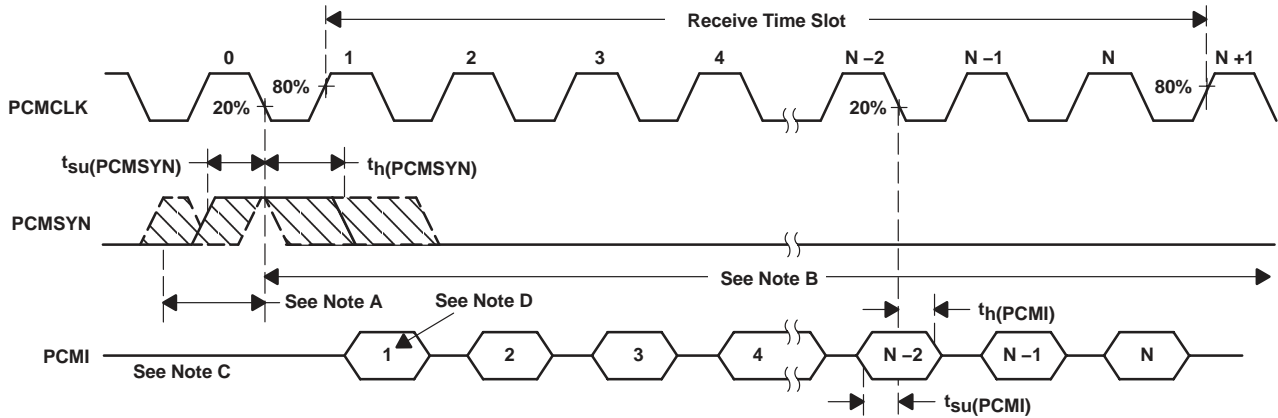 Receive Time Slot
0 1 2 3 4 N –2 N –1 N N +1
PCMCLK
80% 80%
20% 20%
tsu(PCMSYN) th(PCMSYN)
PCMSYN
See Note B
See Note A See Note D
th(PCMI)
PCMI 1 2 3 4 N –2 N –1 N
See Note C
tsu(PCMI)